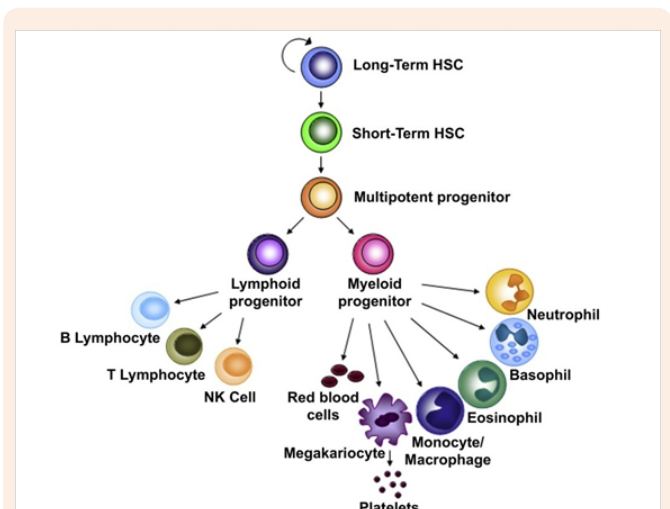 Long-Term HSC
Short-Term HSC
Multipotent progenitor
Lymphoid
progenitor
Myeloid
progenitor
Neutrophil
B Lymphocyte
Basophil
T Lymphocyte
NK Cell
Red blood
cells
Eosinophil
Megakariocyte
Monocyte/
Macrophage
Platelets